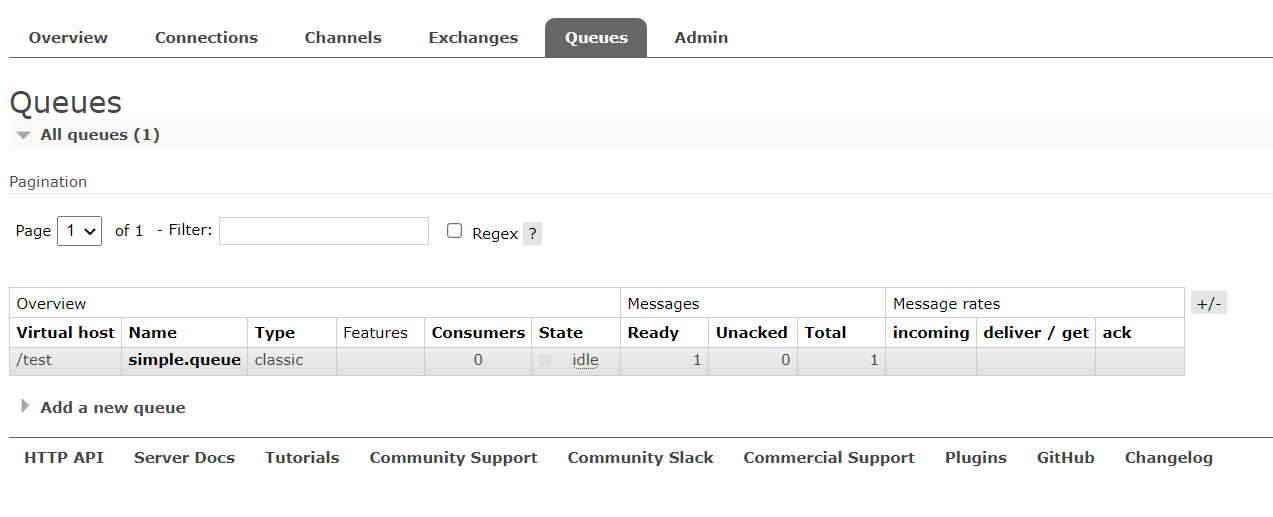 Overview Connections Channels Exchanges Queues Admin
Queues
All queues (1)
Pagination
Page 1 of 1 - Filter: Regex ?
Overview Messages Message rates +/-
Virtual host Name Type Features Consumers State Ready Unacked Total incoming deliver / get ack
/test simple.queue classic 0 idle 1 0 1
Add a new queue
HTTP API Server Docs Tutorials Community Support Community Slack Commercial Support Plugins GitHub Changelog